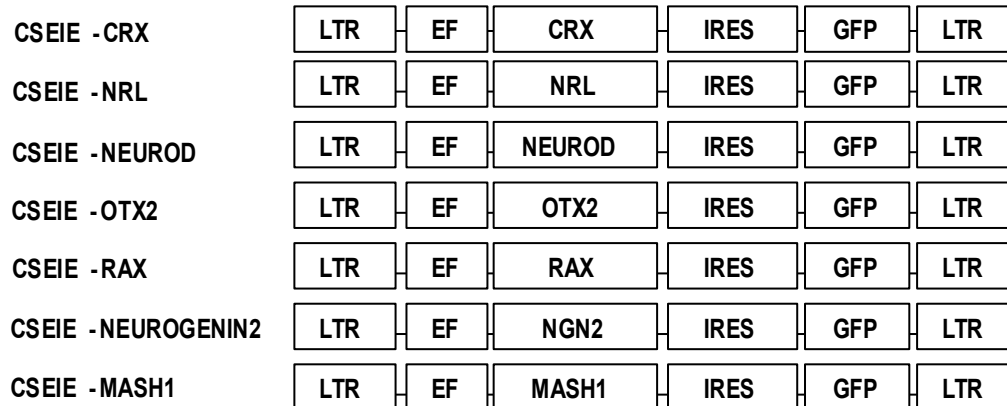 CSEIE -CRX LTR EF CRX IRES GFP LTR
CSEIE -NRL LTR EF NRL IRES GFP LTR
CSEIE -NEUROD LTR EF NEUROD IRES GFP LTR
CSEIE -OTX2 LTR EF OTX2 IRES GFP LTR
CSEIE -RAX LTR EF RAX IRES GFP LTR
CSEIE -NEUROGENIN2 LTR EF NGN2 IRES GFP LTR
CSEIE -MASH1 LTR EF MASH1 IRES GFP LTR